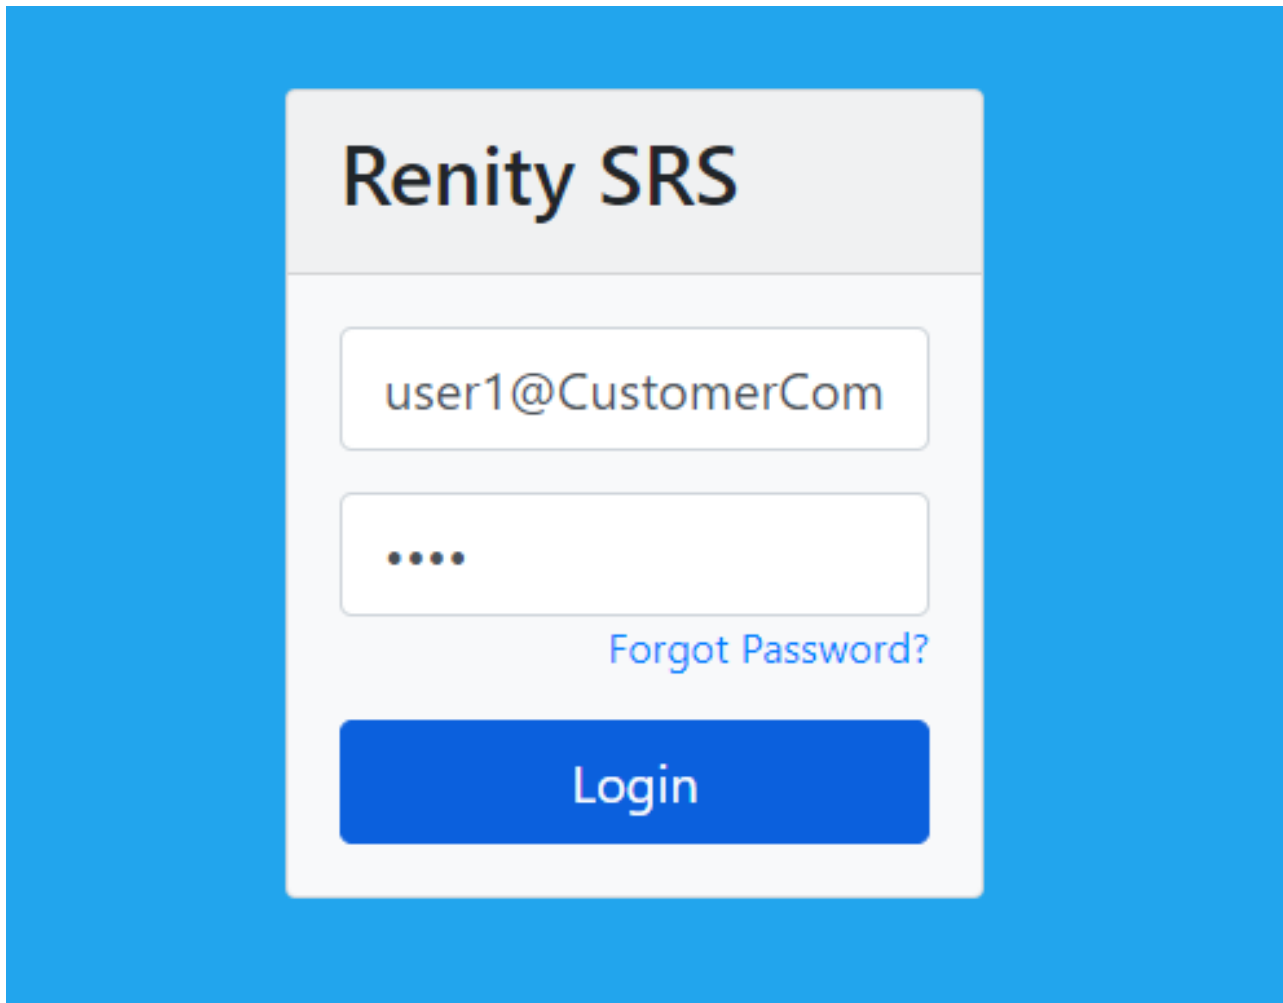 Renity SRS
user1@CustomerCom
••••
Forgot Password?
Login